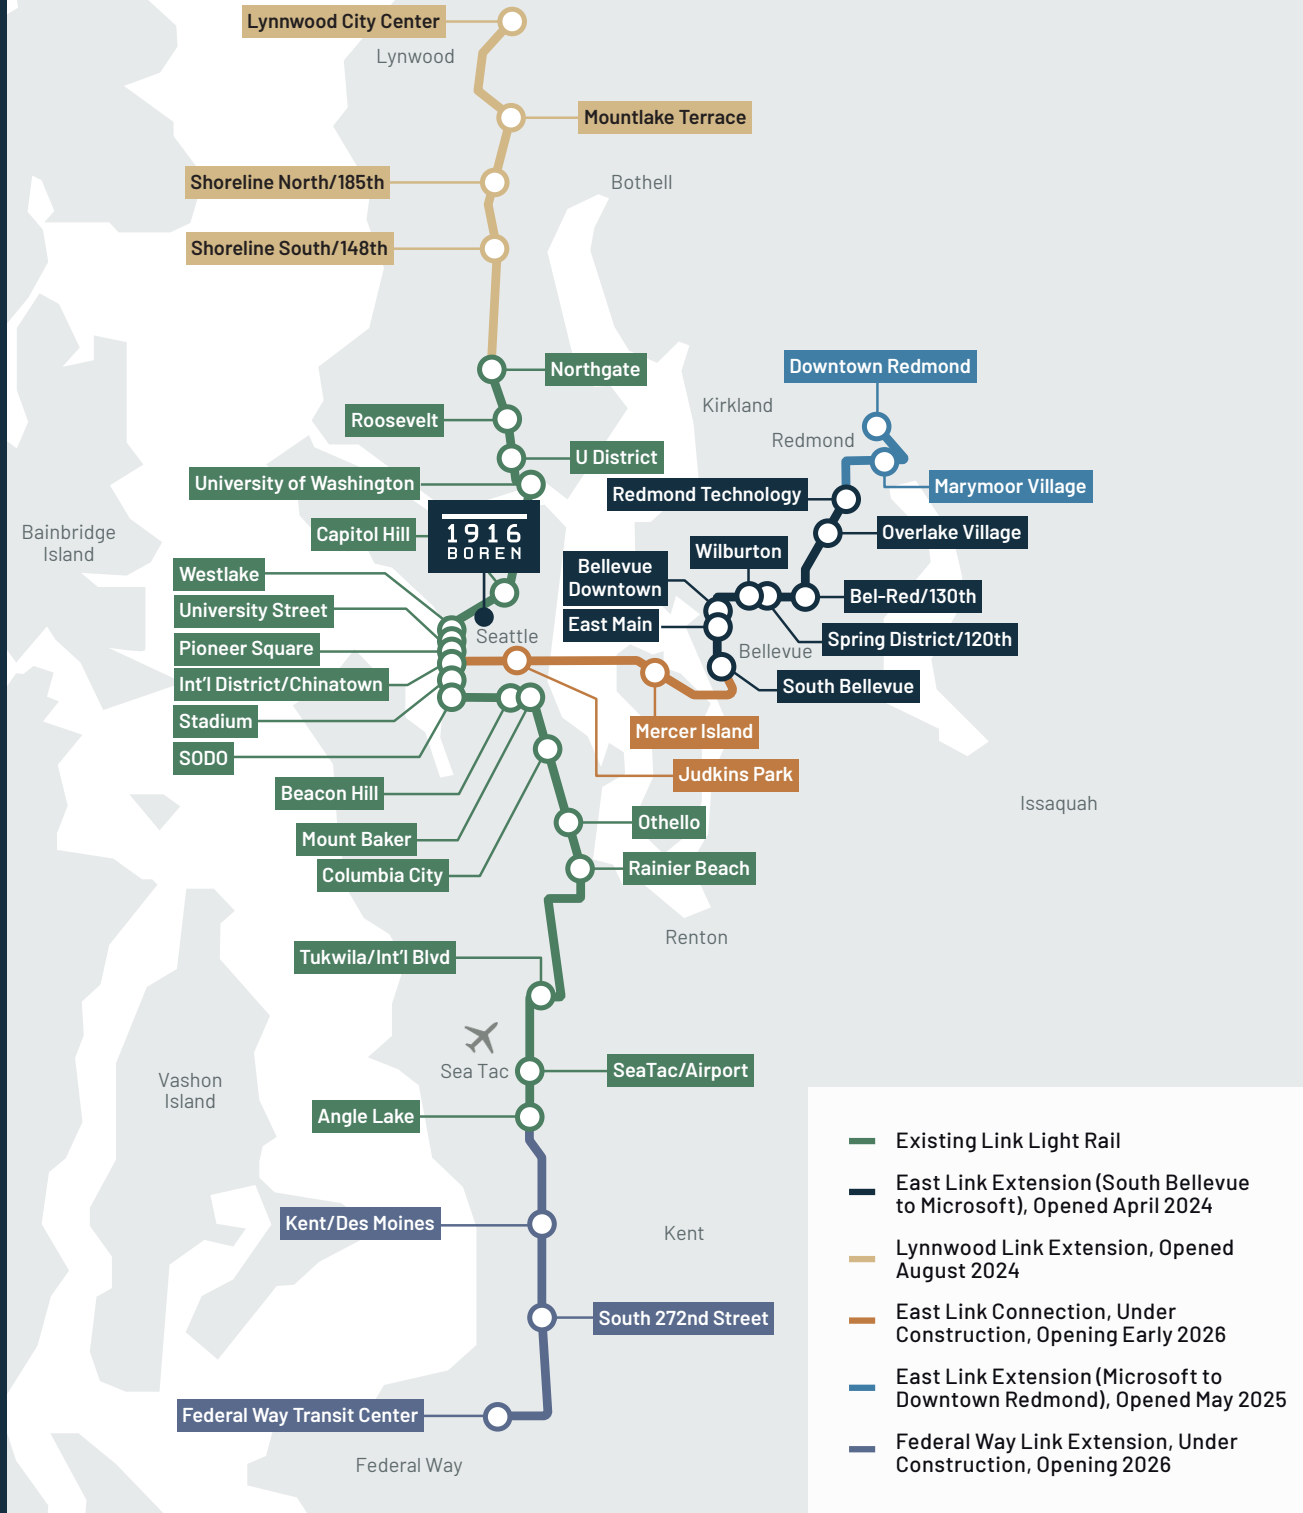 Lynnwood City Center
Lynwood
Mountlake Terrace
Shoreline North/185th
Bothell
Shoreline South/148th
Northgate
Downtown Redmond
Kirkland
Roosevelt
Redmond
U District
University of Washington
Marymoor Village
Redmond Technology
Capitol Hill
1916
BOREN
Overlake Village
Bainbridge
Island
Wilburton
Westlake
Bellevue
Downtown
Bel-Red/130th
University Street
East Main
Seattle
Spring District/120th
Pioneer Square
Bellevue
Int'l District/Chinatown
South Bellevue
Stadium
Mercer Island
SODO
Judkins Park
Beacon Hill
Issaquah
Othello
Mount Baker
Rainier Beach
Columbia City
Renton
Tukwila/Int'l Blvd
Sea Tac
SeaTac/Airport
Vashon
Island
Angle Lake
Kent/Des Moines
Kent
South 272nd Street
Federal Way Transit Center
Federal Way
Existing Link Light Rail
East Link Extension (South Bellevue
to Microsoft), Opened April 2024
Lynnwood Link Extension, Opened
August 2024
East Link Connection, Under
Construction, Opening Early 2026
East Link Extension (Microsoft to
Downtown Redmond), Opened May 2025
Federal Way Link Extension, Under
Construction, Opening 2026